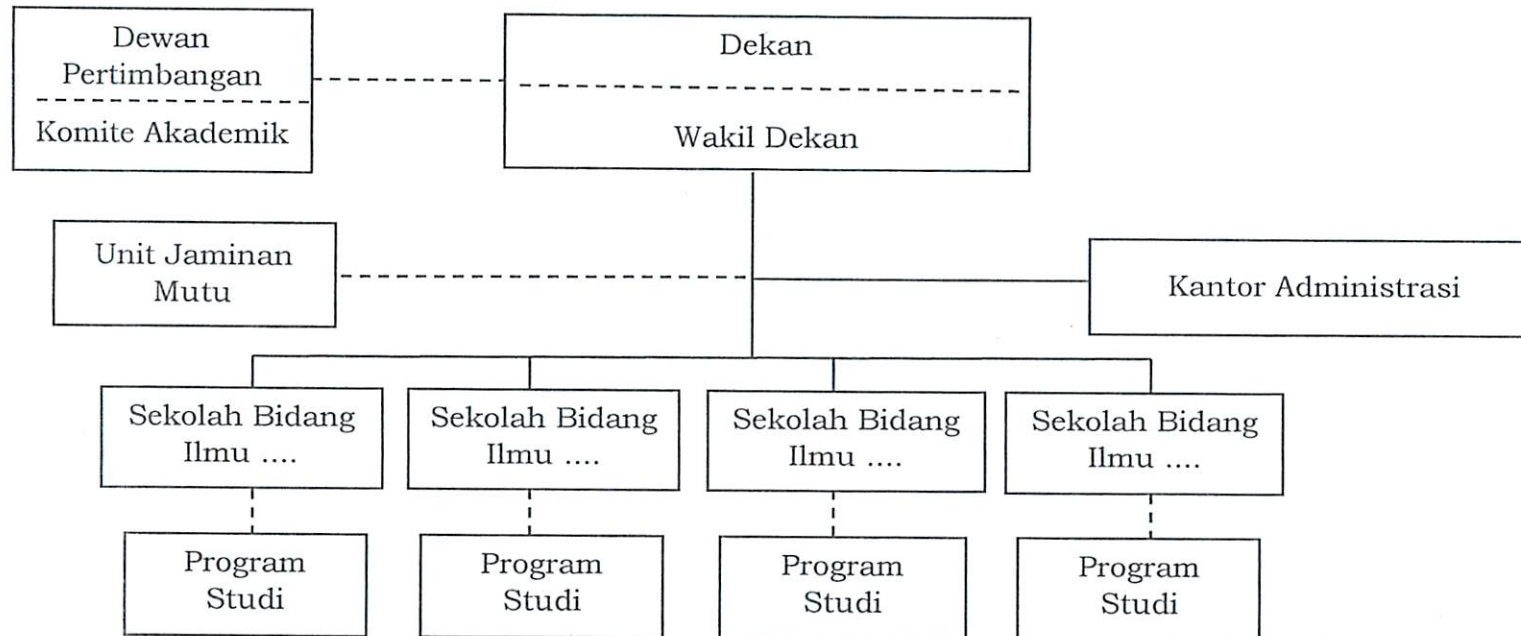 Dewan
Pertimbangan
Komite Akademik
Dekan
Wakil Dekan
Unit Jaminan
Mutu
Kantor Administrasi
Sekolah Bidang
Ilmu ....
Sekolah Bidang
Ilmu ....
Sekolah Bidang
Ilmu ....
Sekolah Bidang
Ilmu ....
Program
Studi
Program
Studi
Program
Studi
Program
Studi